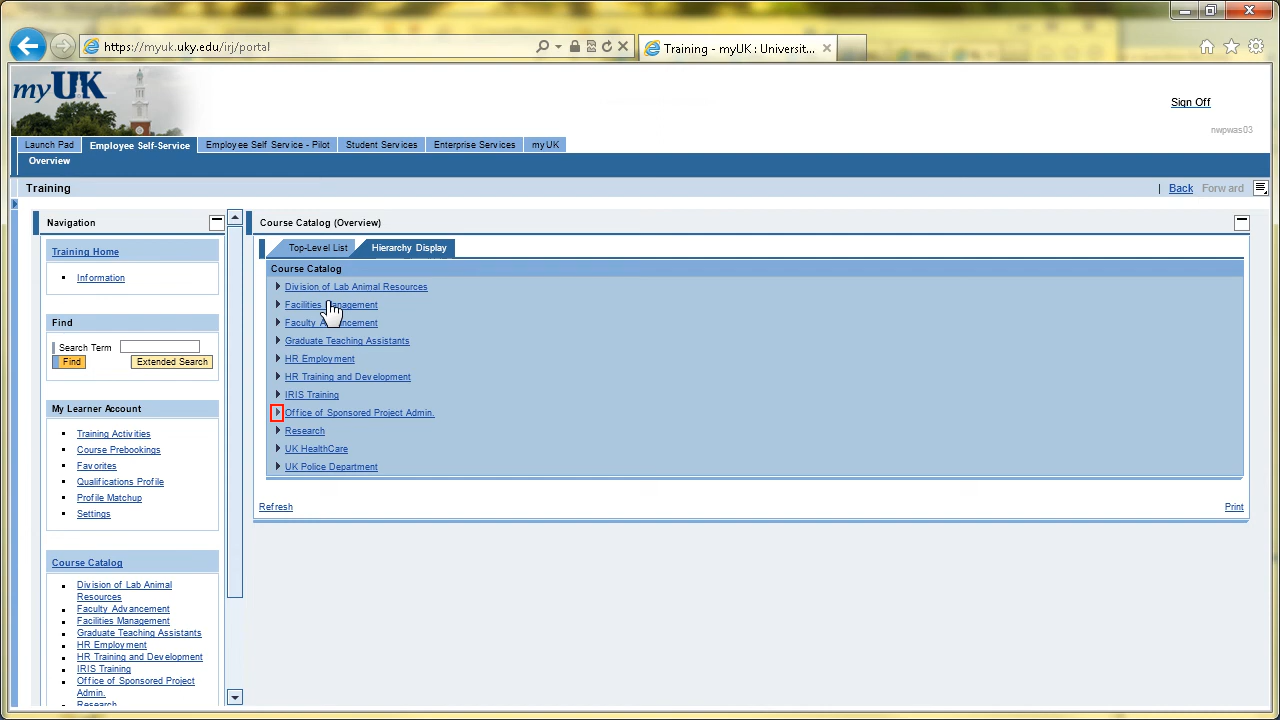 https://myuk.uky.edu/irj/portal
Training - myUK : Universit...
myUK
Sign Off
nwpwas03
Launch Pad
Employee Self-Service
Employee Self Service - Pilot
Student Services
Enterprise Services
myUK
Overview
Training
Back
Forward
Navigation
Training Home
Information
Find
Search Term
Find
Extended Search
My Learner Account
Training Activities
Course Prebookings
Favorites
Qualifications Profile
Profile Matchup
Settings
Course Catalog
Division of Lab Animal
Resources
Faculty Advancement
Facilities Management
Graduate Teaching Assistants
HR Employment
HR Training and Development
IRIS Training
Office of Sponsored Project
Admin.
Research
Course Catalog (Overview)
Top-Level List
Hierarchy Display
Course Catalog
Division of Lab Animal Resources
Facilities Management
Faculty Advancement
Graduate Teaching Assistants
HR Employment
HR Training and Development
IRIS Training
Office of Sponsored Project Admin.
Research
UK HealthCare
UK Police Department
Refresh
Print